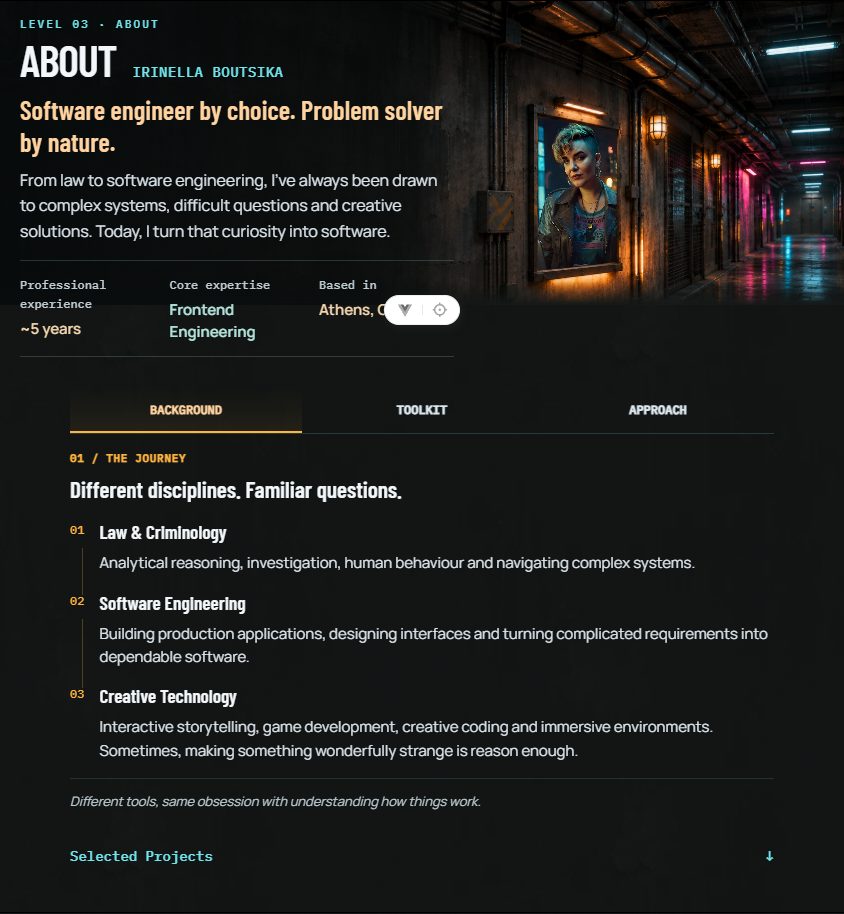 LEVEL 03 · ABOUT
ABOUT IRINELLA BOUTSIKA
Software engineer by choice. Problem solver
by nature.
From law to software engineering, I've always been drawn
to complex systems, difficult questions and creative
solutions. Today, I turn that curiosity into software.
Professional
experience
~5 years
Core expertise
Frontend
Engineering
Based in
Athens,
BACKGROUND
TOOLKIT
APPROACH
01 / THE JOURNEY
Different disciplines. Familiar questions.
01 Law & Criminology
Analytical reasoning, investigation, human behaviour and navigating complex systems.
02 Software Engineering
Building production applications, designing interfaces and turning complicated requirements into
dependable software.
03 Creative Technology
Interactive storytelling, game development, creative coding and immersive environments.
Sometimes, making something wonderfully strange is reason enough.
Different tools, same obsession with understanding how things work.
Selected Projects ↓